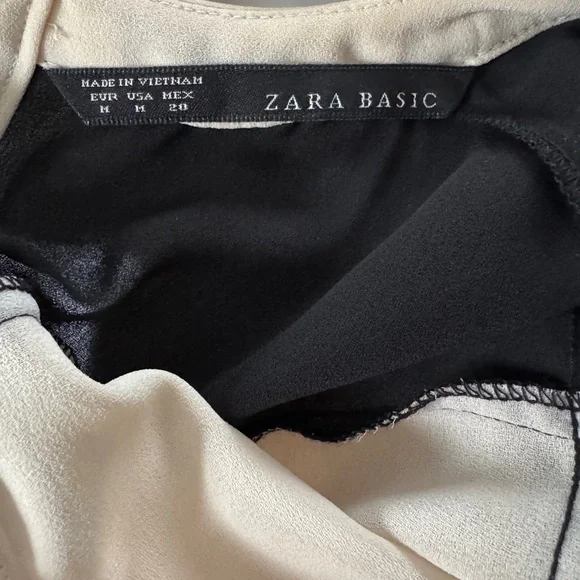 MADE IN VIETNAM
EUR USA MEX
M M 28
ZARA BASIC